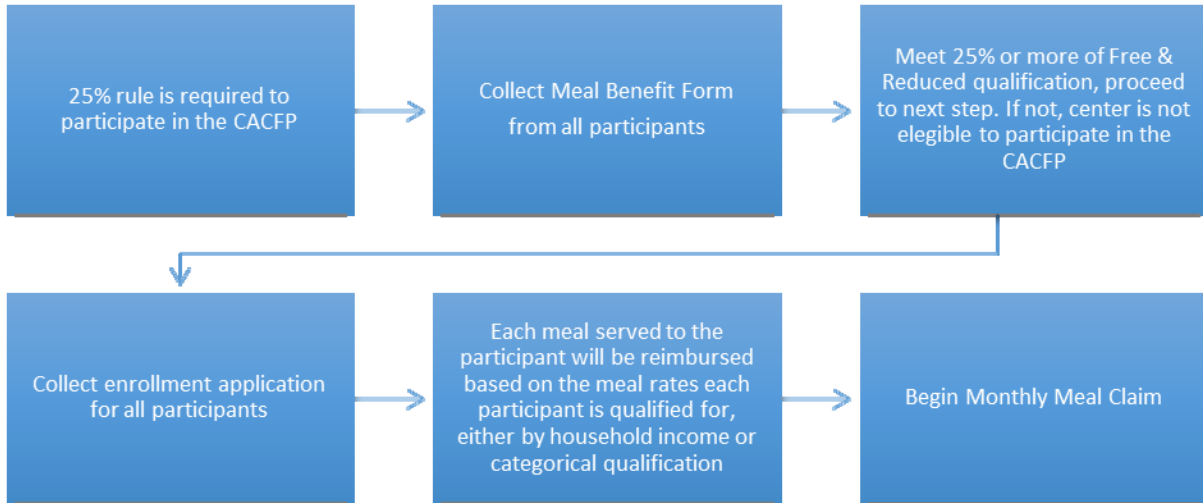 25% rule is required to
participate in the CACFP
Collect Meal Benefit Form
from all participants
Meet 25% or more of Free &
Reduced qualification, proceed
to next step. If not, center is not
elegible to participate in the
CACFP
Collect enrollment application
for all participants
Each meal served to the
participant will be reimbursed
based on the meal rates each
participant is qualified for,
either by household income or
categorical qualification
Begin Monthly Meal Claim